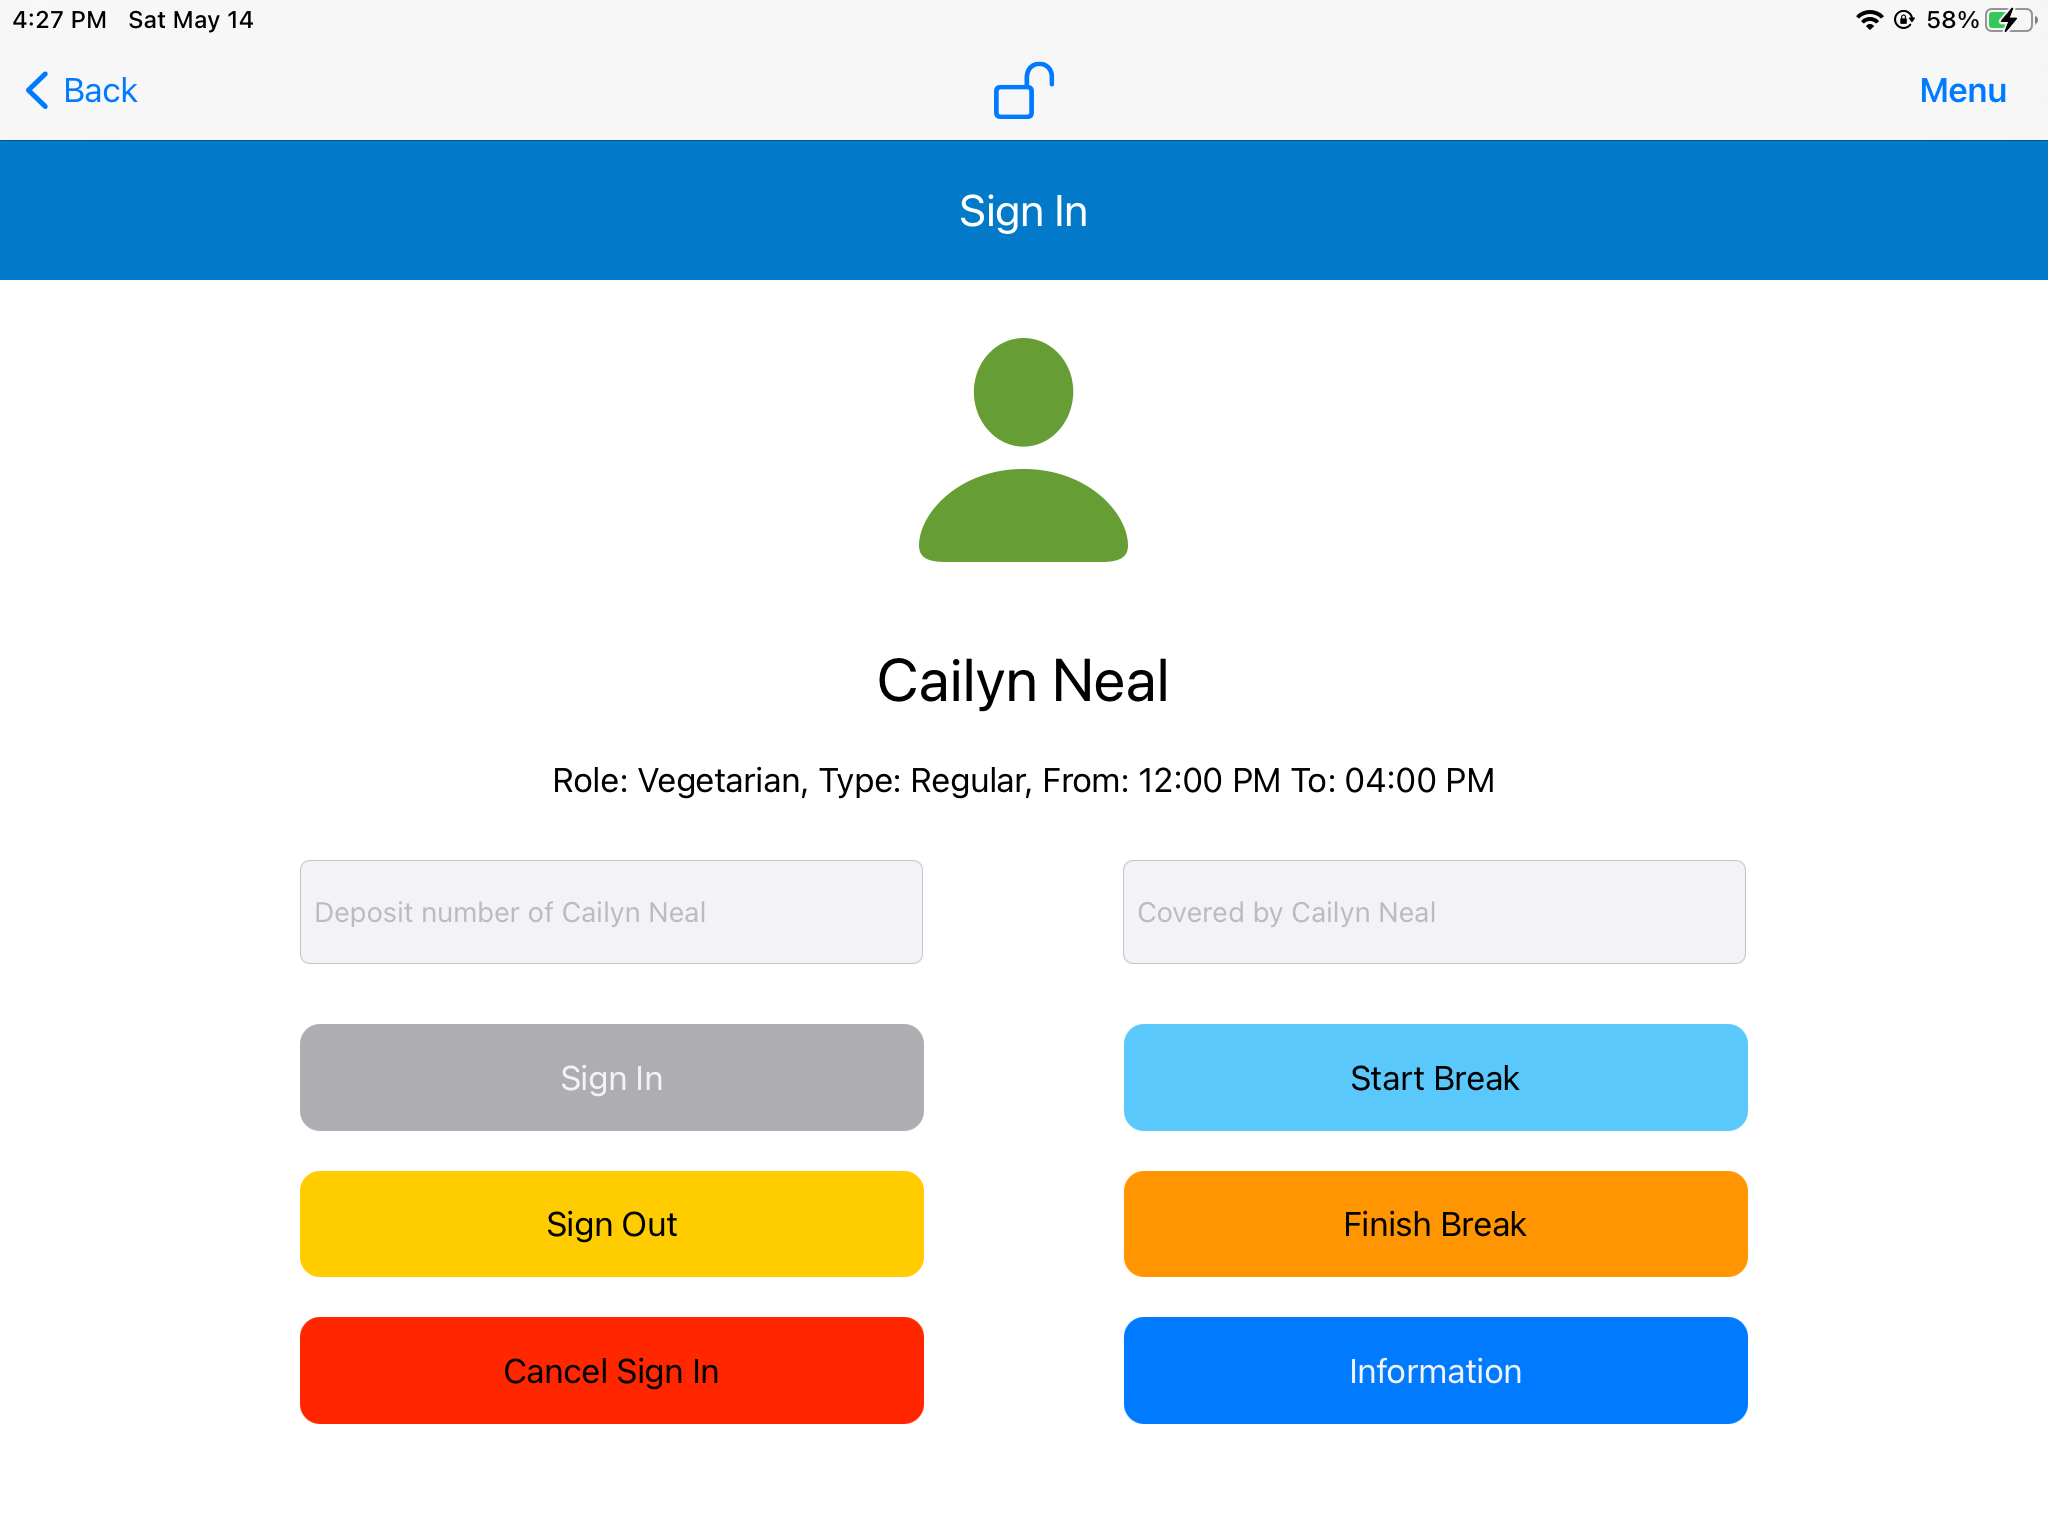 4:27 PM Sat May 14 58%
Back Menu
Sign In
Cailyn Neal
Role: Vegetarian, Type: Regular, From: 12:00 PM To: 04:00 PM
Deposit number of Cailyn Neal Covered by Cailyn Neal
Sign In Start Break
Sign Out Finish Break
Cancel Sign In Information